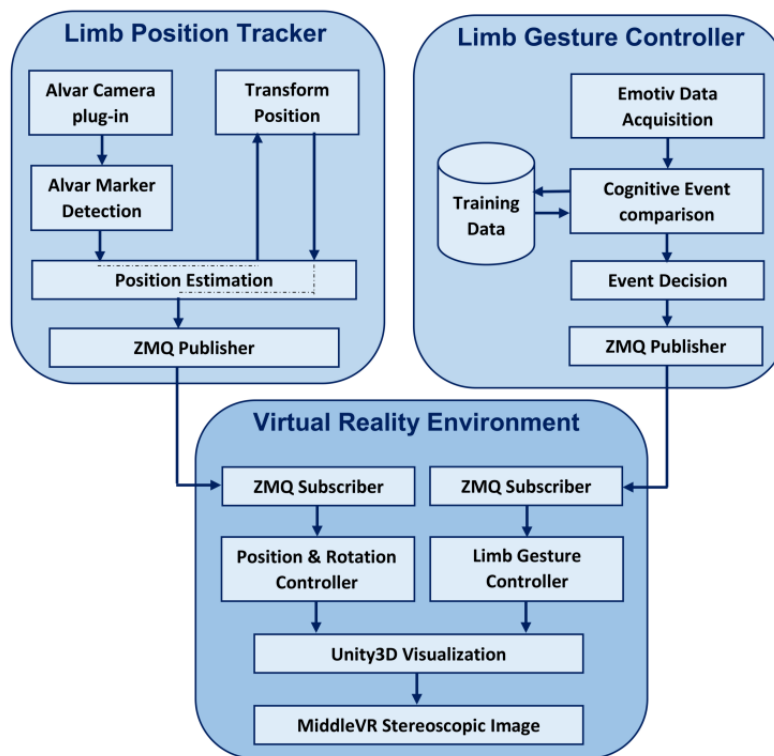 Limb Position Tracker
Alvar Camera
plug-in
Transform
Position
Alvar Marker
Detection
Position Estimation
ZMQ Publisher
Limb Gesture Controller
Emotiv Data
Acquisition
Training
Data
Cognitive Event
comparison
Event Decision
ZMQ Publisher
Virtual Reality Environment
ZMQ Subscriber
ZMQ Subscriber
Position & Rotation
Controller
Limb Gesture
Controller
Unity3D Visualization
MiddleVR Stereoscopic Image